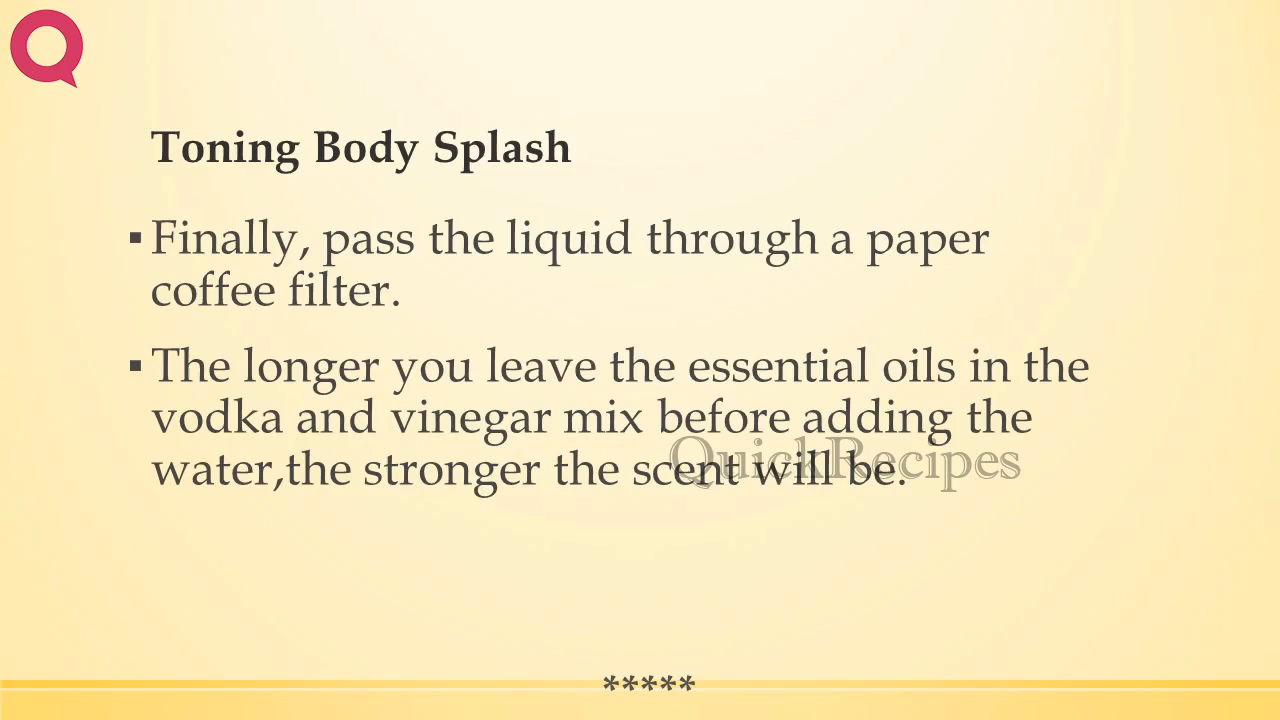 Toning Body Splash
▪ Finally, pass the liquid through a paper
coffee filter.
▪ The longer you leave the essential oils in the
vodka and vinegar mix before adding the
water,the stronger the scent will be.
QuickRecipes
*****